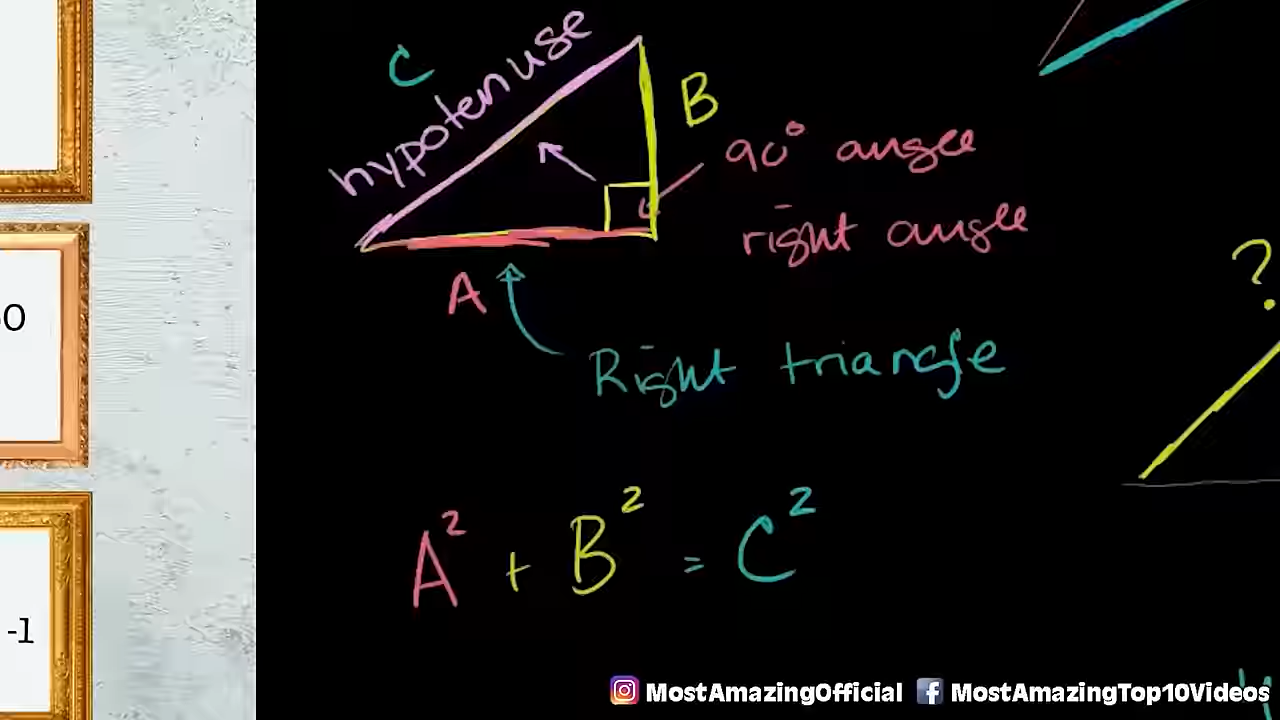 C
hypotenuse
B
90° angle
right angle
A
Right triangle
?
A² + B² = C²
0
-1
MostAmazingOfficial MostAmazingTop10Videos